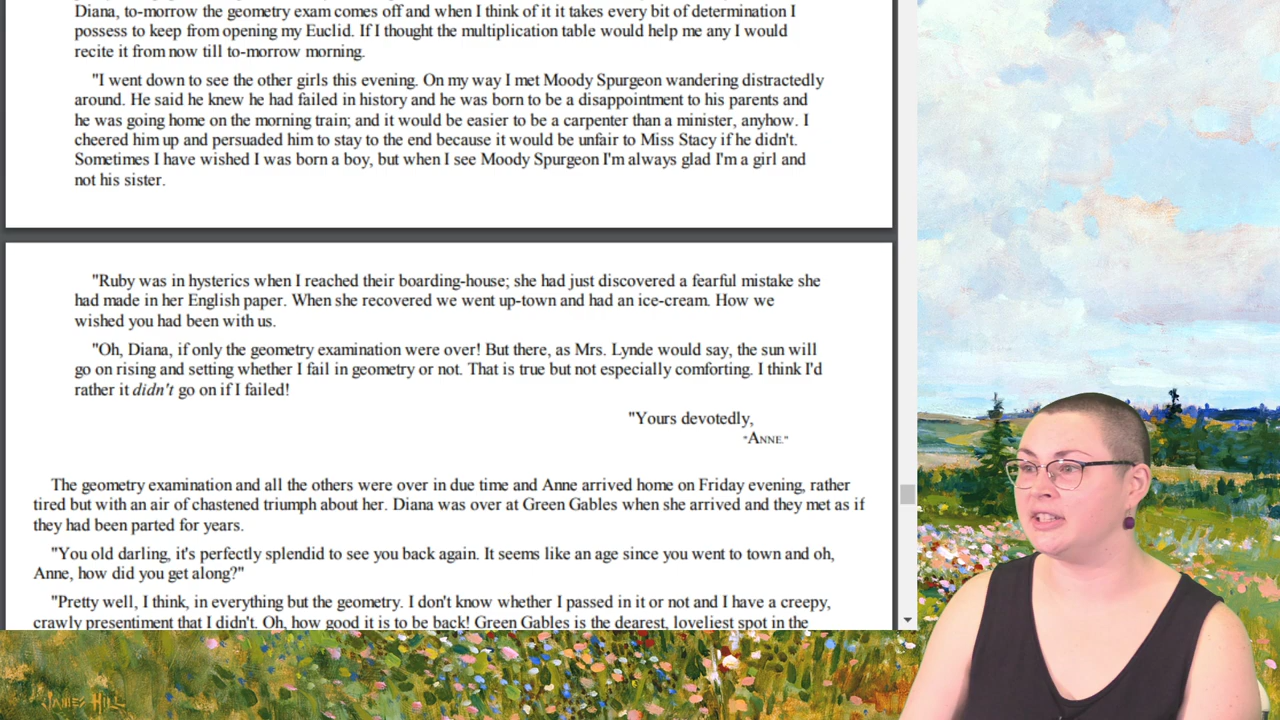 Diana, to-morrow the geometry exam comes off and when I think of it it takes every bit of determination I
possess to keep from opening my Euclid. If I thought the multiplication table would help me any I would
recite it from now till to-morrow morning.
"I went down to see the other girls this evening. On my way I met Moody Spurgeon wandering distractedly
around. He said he knew he had failed in history and he was born to be a disappointment to his parents and
he was going home on the morning train; and it would be easier to be a carpenter than a minister, anyhow. I
cheered him up and persuaded him to stay to the end because it would be unfair to Miss Stacy if he didn't.
Sometimes I have wished I was born a boy, but when I see Moody Spurgeon I'm always glad I'm a girl and
not his sister.
"Ruby was in hysterics when I reached their boarding-house; she had just discovered a fearful mistake she
had made in her English paper. When she recovered we went up-town and had an ice-cream. How we
wished you had been with us.
"Oh, Diana, if only the geometry examination were over! But there, as Mrs. Lynde would say, the sun will
go on rising and setting whether I fail in geometry or not. That is true but not especially comforting. I think I'd
rather it didn't go on if I failed!
"Yours devotedly,
"ANNE."
The geometry examination and all the others were over in due time and Anne arrived home on Friday evening, rather
tired but with an air of chastened triumph about her. Diana was over at Green Gables when she arrived and they met as if
they had been parted for years.
"You old darling, it's perfectly splendid to see you back again. It seems like an age since you went to town and oh,
Anne, how did you get along?"
"Pretty well, I think, in everything but the geometry. I don't know whether I passed in it or not and I have a creepy,
crawly presentiment that I didn't. Oh, how good it is to be back! Green Gables is the dearest, loveliest spot in the
JAMES HILL